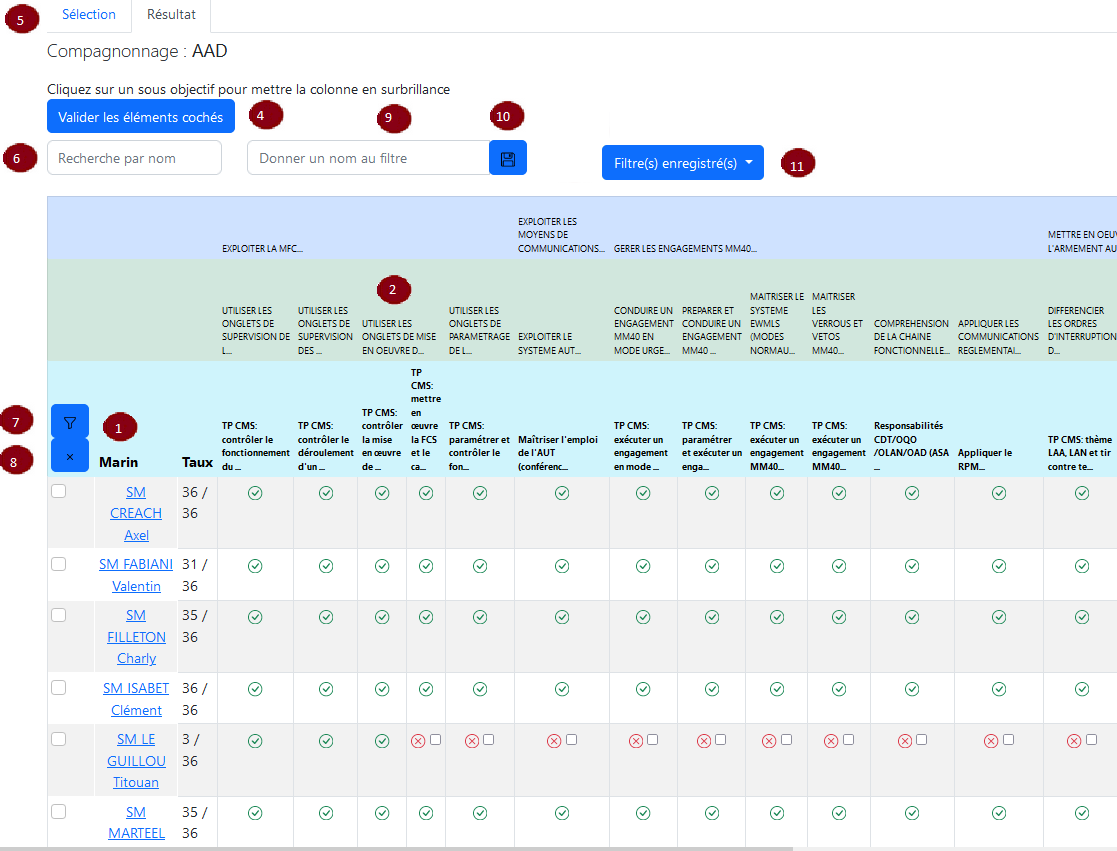 5 Sélection Résultat
Compagnonnage : AAD
Cliquez sur un sous objectif pour mettre la colonne en surbrillance
Valider les éléments cochés 4 9 10
6 Recherche par nom Donner un nom au filtre Filtre(s) enregistré(s) 11
EXPLOITER LA MFC...
EXPLOITER LES
MOYENS DE
COMMUNICATIONS...
GERER LES ENGAGEMENTS MM40...
METTRE EN OEUV
L'ARMEMENT AU
2
UTILISER LES
ONGLETS DE
SUPERVISION DE
L...
UTILISER LES
ONGLETS DE
SUPERVISION
DES ...
UTILISER LES
ONGLETS DE MISE
EN OEUVRE D...
UTILISER LES
ONGLETS DE
PARAMETRAGE
DE L...
EXPLOITER LE
SYSTEME AUT...
CONDUIRE UN
ENGAGEMENT
MM40 EN
MODE URGE...
PREPARER ET
CONDUIRE UN
ENGAGEMENT
MM40 ...
MAITRISER LE
SYSTEME
EWMLS
(MODES
NORMAU...
MAITRISER
LES
VERROUS ET
VETOS
MM40...
COMPREHENSION
DE LA CHAINE
FONCTIONNELLE...
APPLIQUER LES
COMMUNICATIONS
REGLEMENTAI...
DIFFERENCIER
LES ORDRES
D'INTERRUPTION
D...
7
8
1
Marin
Taux
TP CMS:
contrôler le
fonctionnement
du ...
TP CMS:
contrôler le
déroulement
d'un ...
TP CMS:
contrôler
la mise
en œuvre
de ...
TP
CMS:
mettre
en
œuvre
la FCS
et le
ca...
TP CMS:
paramétrer et
contrôler le
fon...
Maîtriser l'emploi
de l'AUT
(conférenc...
TP CMS:
exécuter un
engagement
en mode ...
TP CMS:
paramétrer
et exécuter un
enga...
TP CMS:
exécuter un
engagement
MM40...
TP CMS:
exécuter un
engagement
MM40...
Responsabilités
CDT/OQO
/OLAN/OAD (ASA
...
Appliquer le
RPM...
TP CMS: thème
LAA, LAN et tir
contre te...
SM
CREACH
Axel
36 /
36
SM FABIANI
Valentin
31 /
36
SM
FILLETON
Charly
35 /
36
SM ISABET
Clément
36 /
36
SM LE
GUILLOU
Titouan
3 /
36
SM
MARTEEL
35 /
36